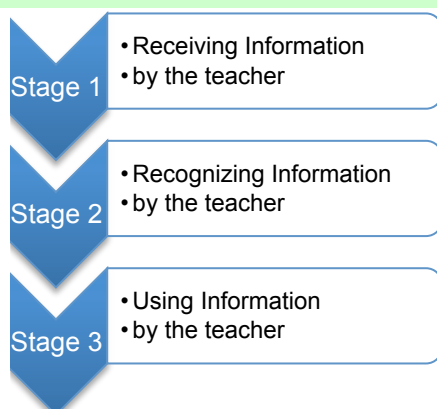 Stage 1
• Receiving Information
• by the teacher
Stage 2
• Recognizing Information
• by the teacher
Stage 3
• Using Information
• by the teacher